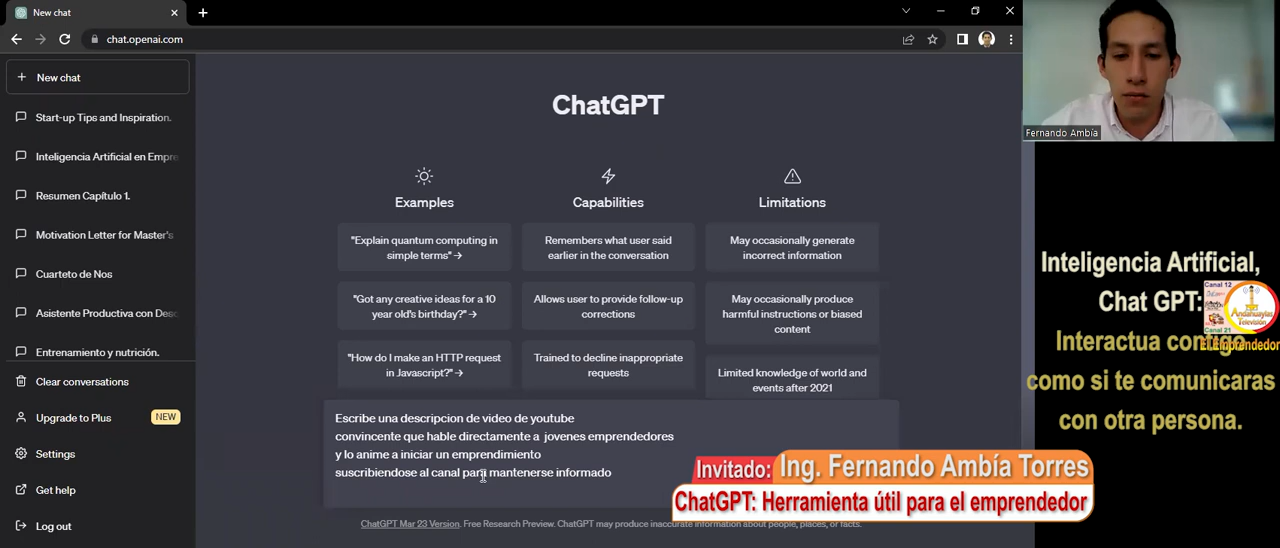 New chat
chat.openai.com
New chat
Start-up Tips and Inspiration.
Inteligencia Artificial en Empre
Resumen Capítulo 1.
Motivation Letter for Master's
Cuarteto de Nos
Asistente Productiva con Desc
Entrenamiento y nutrición.
Clear conversations
Upgrade to Plus
NEW
Settings
Get help
Log out
ChatGPT
Examples
"Explain quantum computing in
simple terms" →
"Got any creative ideas for a 10
year old's birthday?" →
"How do I make an HTTP request
in Javascript?" →
Capabilities
Remembers what user said
earlier in the conversation
Allows user to provide follow-up
corrections
Trained to decline inappropriate
requests
Limitations
May occasionally generate
incorrect information
May occasionally produce
harmful instructions or biased
content
Limited knowledge of world and
events after 2021
Escribe una descripcion de video de youtube
convincente que hable directamente a jovenes emprendedores
y lo anime a iniciar un emprendimiento
suscribiendose al canal para mantenerse informado
ChatGPT Mar 23 Version. Free Research Preview. ChatGPT may produce inaccurate information about people, places, or facts.
Fernando Ambía
Inteligencia Artificial,
Chat GPT:
Interactua contigo
como si te comunicaras
con otra persona.
Canal 12
Canal 21
Andahuaylas
Televisión
El Emprendedor
Invitado: Ing. Fernando Ambía Torres
ChatGPT: Herramienta útil para el emprendedor